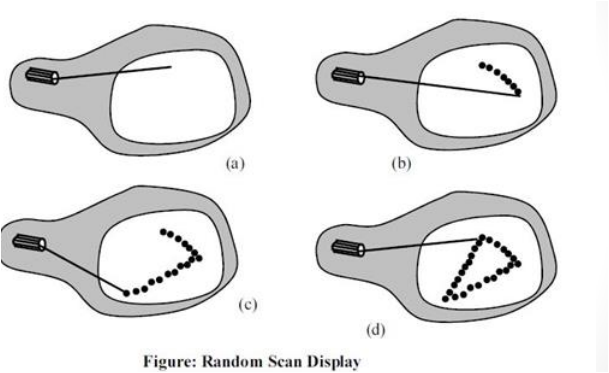 (a)
(b)
(c)
(d)
Figure: Random Scan Display